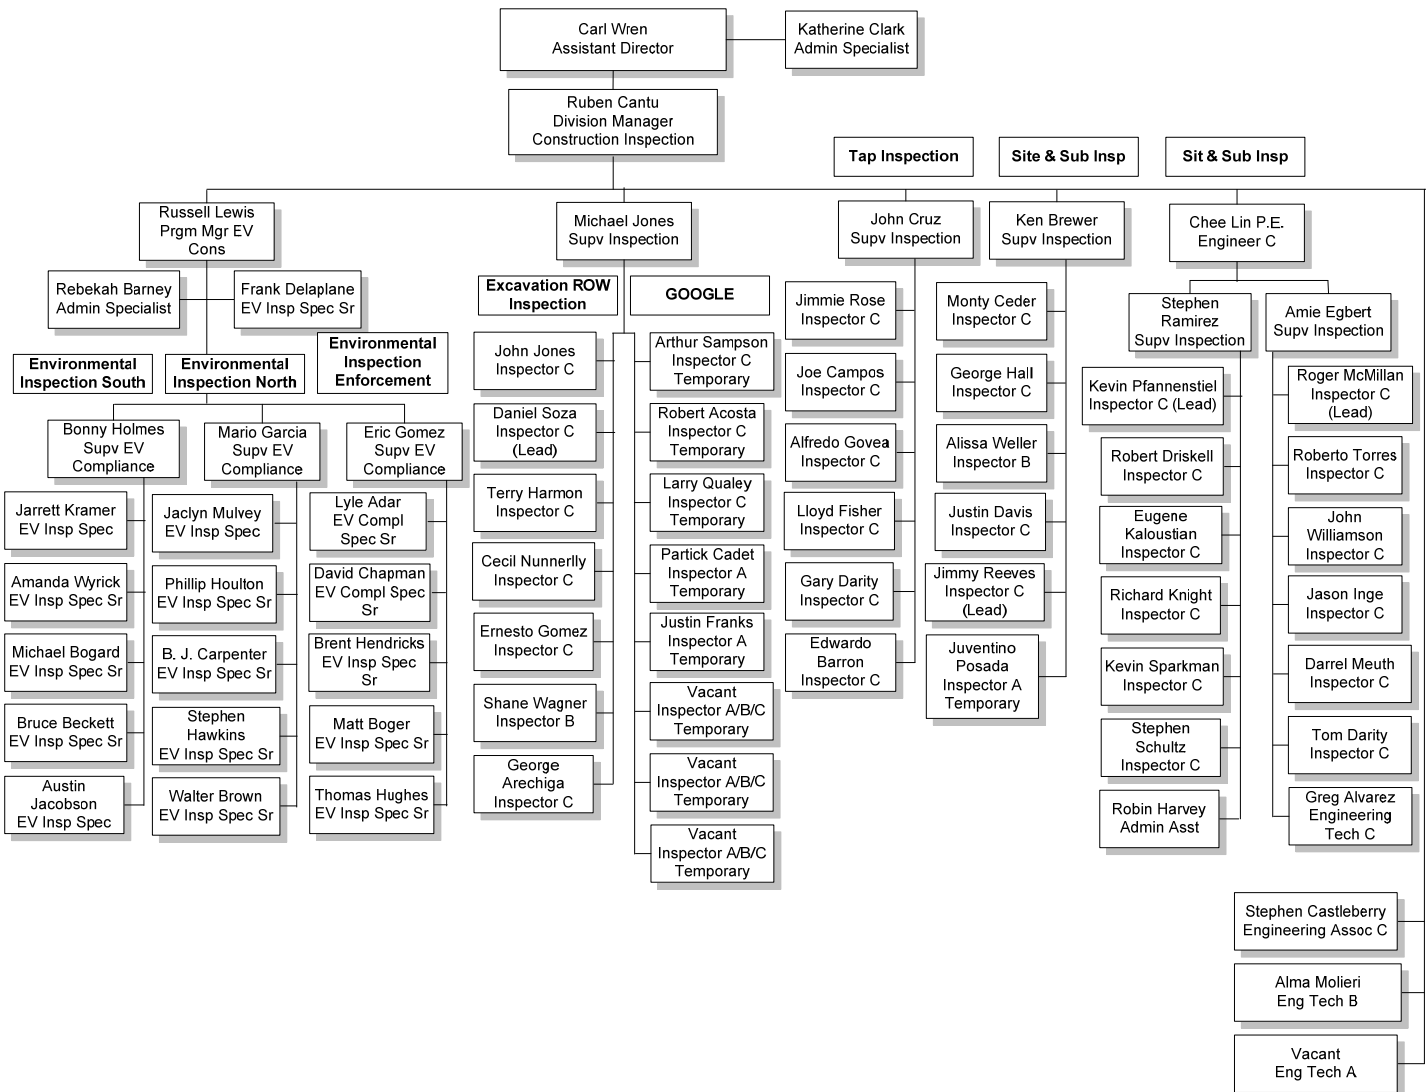 Carl Wren
Assistant Director
Katherine Clark
Admin Specialist
Ruben Cantu
Division Manager
Construction Inspection
Tap Inspection
Site & Sub Insp
Sit & Sub Insp
Russell Lewis
Prgm Mgr EV
Cons
Rebekah Barney
Admin Specialist
Frank Delaplane
EV Insp Spec Sr
Environmental
Inspection South
Environmental
Inspection North
Environmental
Inspection
Enforcement
Bonny Holmes
Supv EV
Compliance
Jarrett Kramer
EV Insp Spec
Amanda Wyrick
EV Insp Spec Sr
Michael Bogard
EV Insp Spec Sr
Bruce Beckett
EV Insp Spec Sr
Austin
Jacobson
EV Insp Spec
Mario Garcia
Supv EV
Compliance
Jaclyn Mulvey
EV Insp Spec
Phillip Houlton
EV Insp Spec Sr
B. J. Carpenter
EV Insp Spec Sr
Stephen
Hawkins
EV Insp Spec Sr
Walter Brown
EV Insp Spec Sr
Eric Gomez
Supv EV
Compliance
Lyle Adar
EV Compl
Spec Sr
David Chapman
EV Compl Spec
Sr
Brent Hendricks
EV Insp Spec
Sr
Matt Boger
EV Insp Spec Sr
Thomas Hughes
EV Insp Spec Sr
Michael Jones
Supv Inspection
Excavation ROW
Inspection
GOOGLE
John Jones
Inspector C
Daniel Soza
Inspector C
(Lead)
Terry Harmon
Inspector C
Cecil Nunnerlly
Inspector C
Ernesto Gomez
Inspector C
Shane Wagner
Inspector B
George
Arechiga
Inspector C
Arthur Sampson
Inspector C
Temporary
Robert Acosta
Inspector C
Temporary
Larry Qualey
Inspector C
Temporary
Partick Cadet
Inspector A
Temporary
Justin Franks
Inspector A
Temporary
Vacant
Inspector A/B/C
Temporary
Vacant
Inspector A/B/C
Temporary
Vacant
Inspector A/B/C
Temporary
John Cruz
Supv Inspection
Jimmie Rose
Inspector C
Joe Campos
Inspector C
Alfredo Govea
Inspector C
Lloyd Fisher
Inspector C
Gary Darity
Inspector C
Edwardo
Barron
Inspector C
Ken Brewer
Supv Inspection
Monty Ceder
Inspector C
George Hall
Inspector C
Alissa Weller
Inspector B
Justin Davis
Inspector C
Jimmy Reeves
Inspector C
(Lead)
Juventino
Posada
Inspector A
Temporary
Chee Lin P.E.
Engineer C
Stephen
Ramirez
Supv Inspection
Kevin Pfannenstiel
Inspector C (Lead)
Robert Driskell
Inspector C
Eugene
Kaloustian
Inspector C
Richard Knight
Inspector C
Kevin Sparkman
Inspector C
Stephen
Schultz
Inspector C
Robin Harvey
Admin Asst
Amie Egbert
Supv Inspection
Roger McMillan
Inspector C
(Lead)
Roberto Torres
Inspector C
John
Williamson
Inspector C
Jason Inge
Inspector C
Darrel Meuth
Inspector C
Tom Darity
Inspector C
Greg Alvarez
Engineering
Tech C
Stephen Castleberry
Engineering Assoc C
Alma Molieri
Eng Tech B
Vacant
Eng Tech A